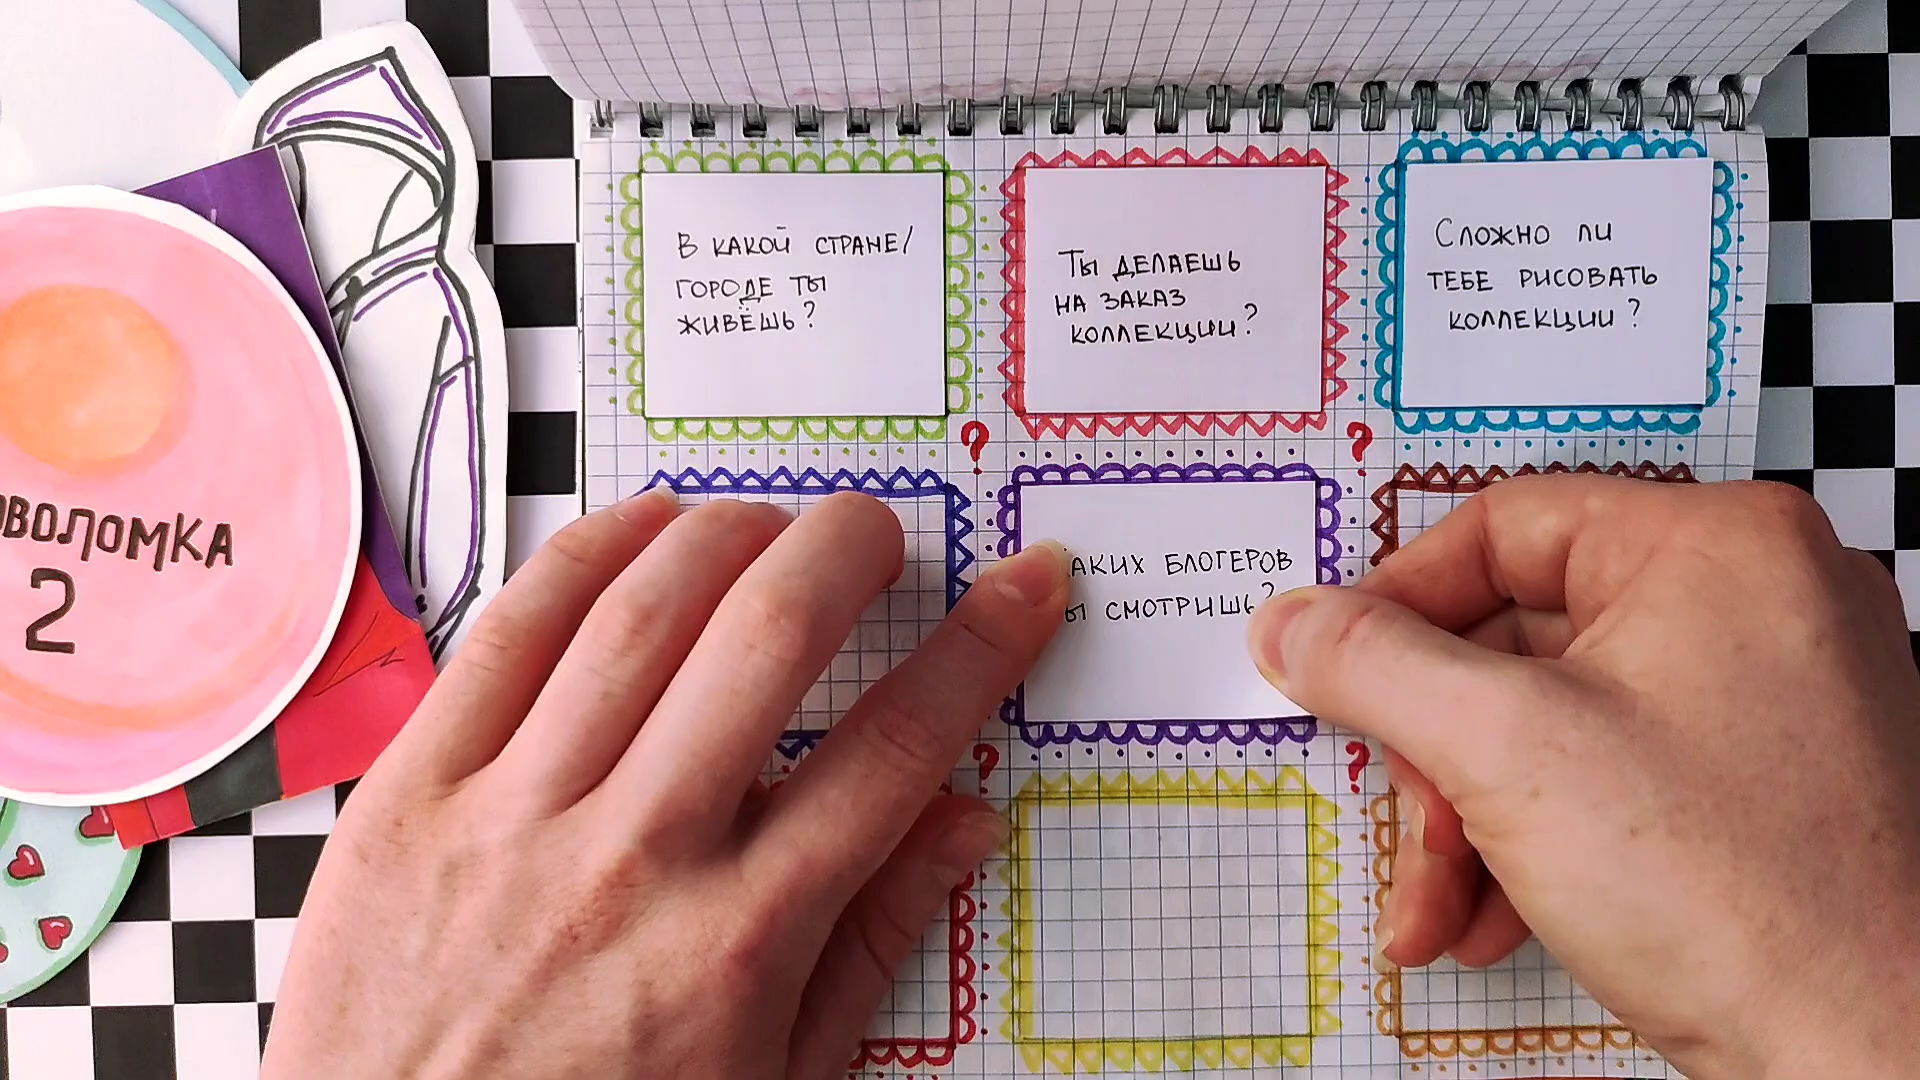 В КАКОЙ СТРАНЕ/
ГОРОДЕ ТЫ
ЖИВЁШЬ?
ТЫ ДЕЛАЕШЬ
НА ЗАКАЗ
КОЛЛЕКЦИИ?
СЛОЖНО ЛИ
ТЕБЕ РИСОВАТЬ
КОЛЛЕКЦИИ?
?
?
АКИХ БЛОГЕРОВ
Ы СМОТРИШЬ?
?
?
ОВОЛОМКА
2